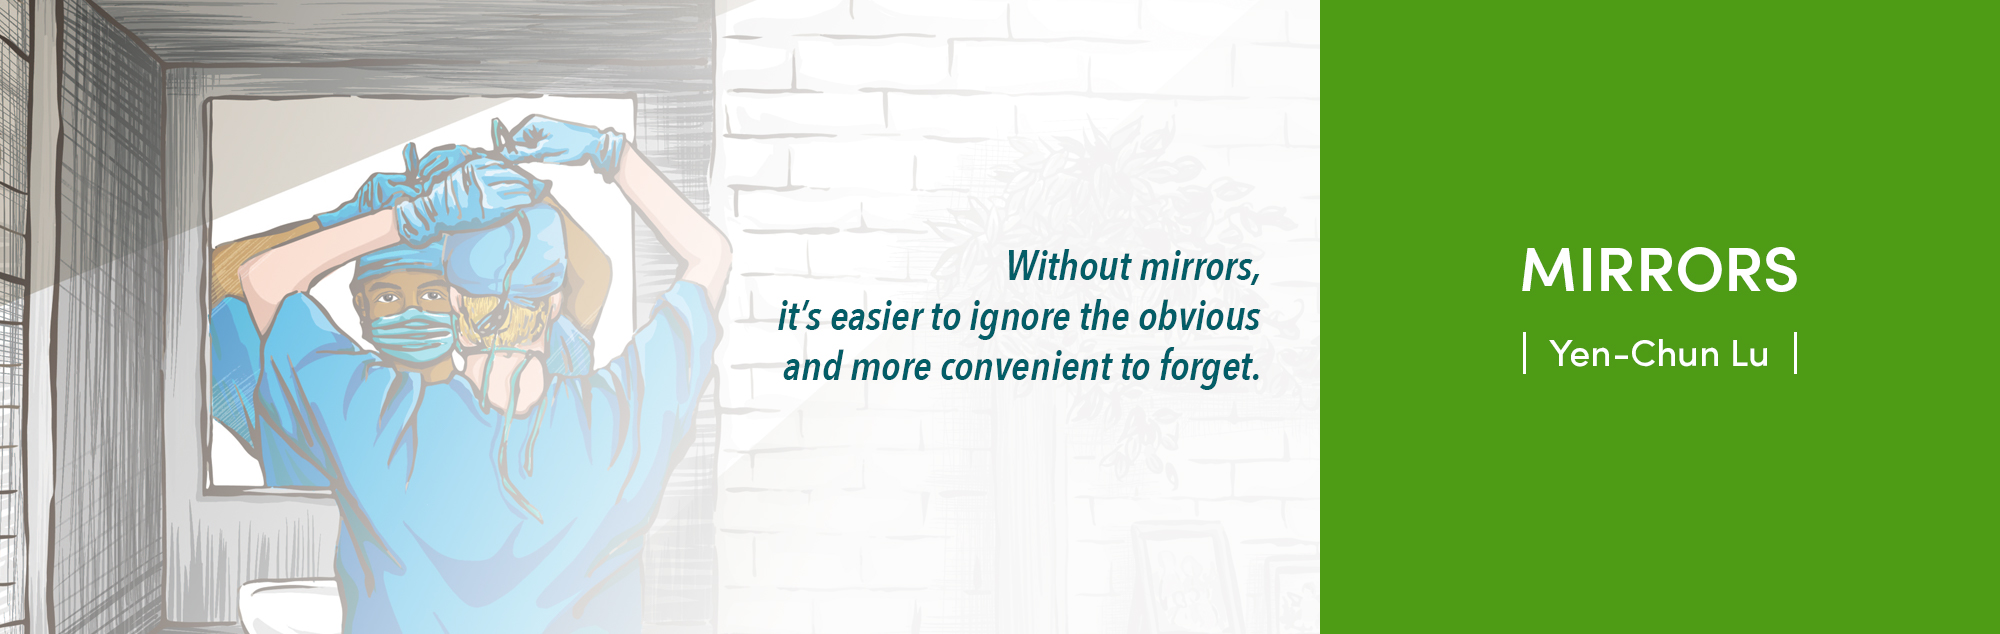 Without mirrors,
it’s easier to ignore the obvious
and more convenient to forget.
MIRRORS
| Yen-Chun Lu |